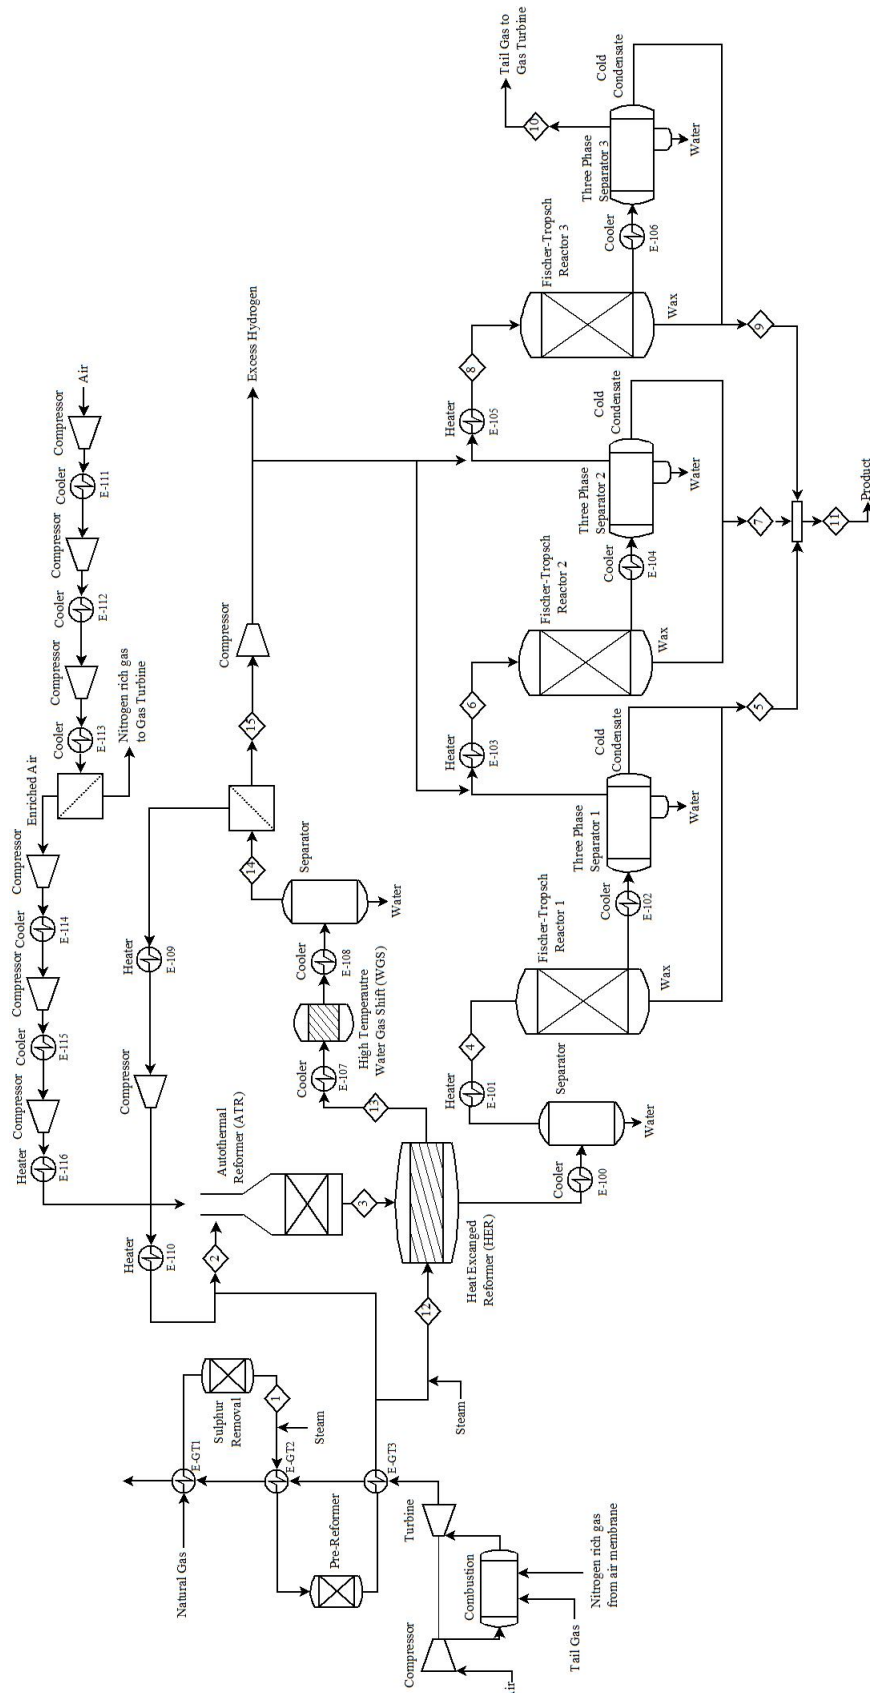 Heater
E-116
Compressor
Cooler
E-115
Compressor
Cooler
E-114
Compressor
Enriched Air
Cooler
E-113
Compressor
Cooler
E-112
Compressor
Cooler
E-111
Compressor
Air
Nitrogen rich gas
to Gas Turbine
Heater
E-110
Compressor
Heater
E-109
Natural Gas
E-GT1
Sulphur
Removal
1
E-GT2
Steam
Pre-Reformer
E-GT3
2
Autothermal
Reformer (ATR)
3
14
15
Compressor
Excess Hydrogen
Separator
Water
Cooler
E-107
High Temperautre
Water Gas Shift (WGS)
Cooler
E-108
13
12
Steam
Heat Excanged
Reformer (HER)
Compressor
Turbine
Combustion
ir
Tail Gas
Nitrogen rich gas
from air membrane
Cooler
E-100
Separator
Water
Heater
E-101
4
Fischer-Tropsch
Reactor 1
Wax
Cooler
E-102
Three Phase
Separator 1
Water
Cold
Condensate
5
Heater
E-103
6
Fischer-Tropsch
Reactor 2
Wax
Cooler
E-104
Three Phase
Separator 2
Water
Cold
Condensate
7
Heater
E-105
8
Fischer-Tropsch
Reactor 3
Wax
Cooler
E-106
Three Phase
Separator 3
Water
Cold
Condensate
10
Tail Gas to
Gas Turbine
9
11
Product